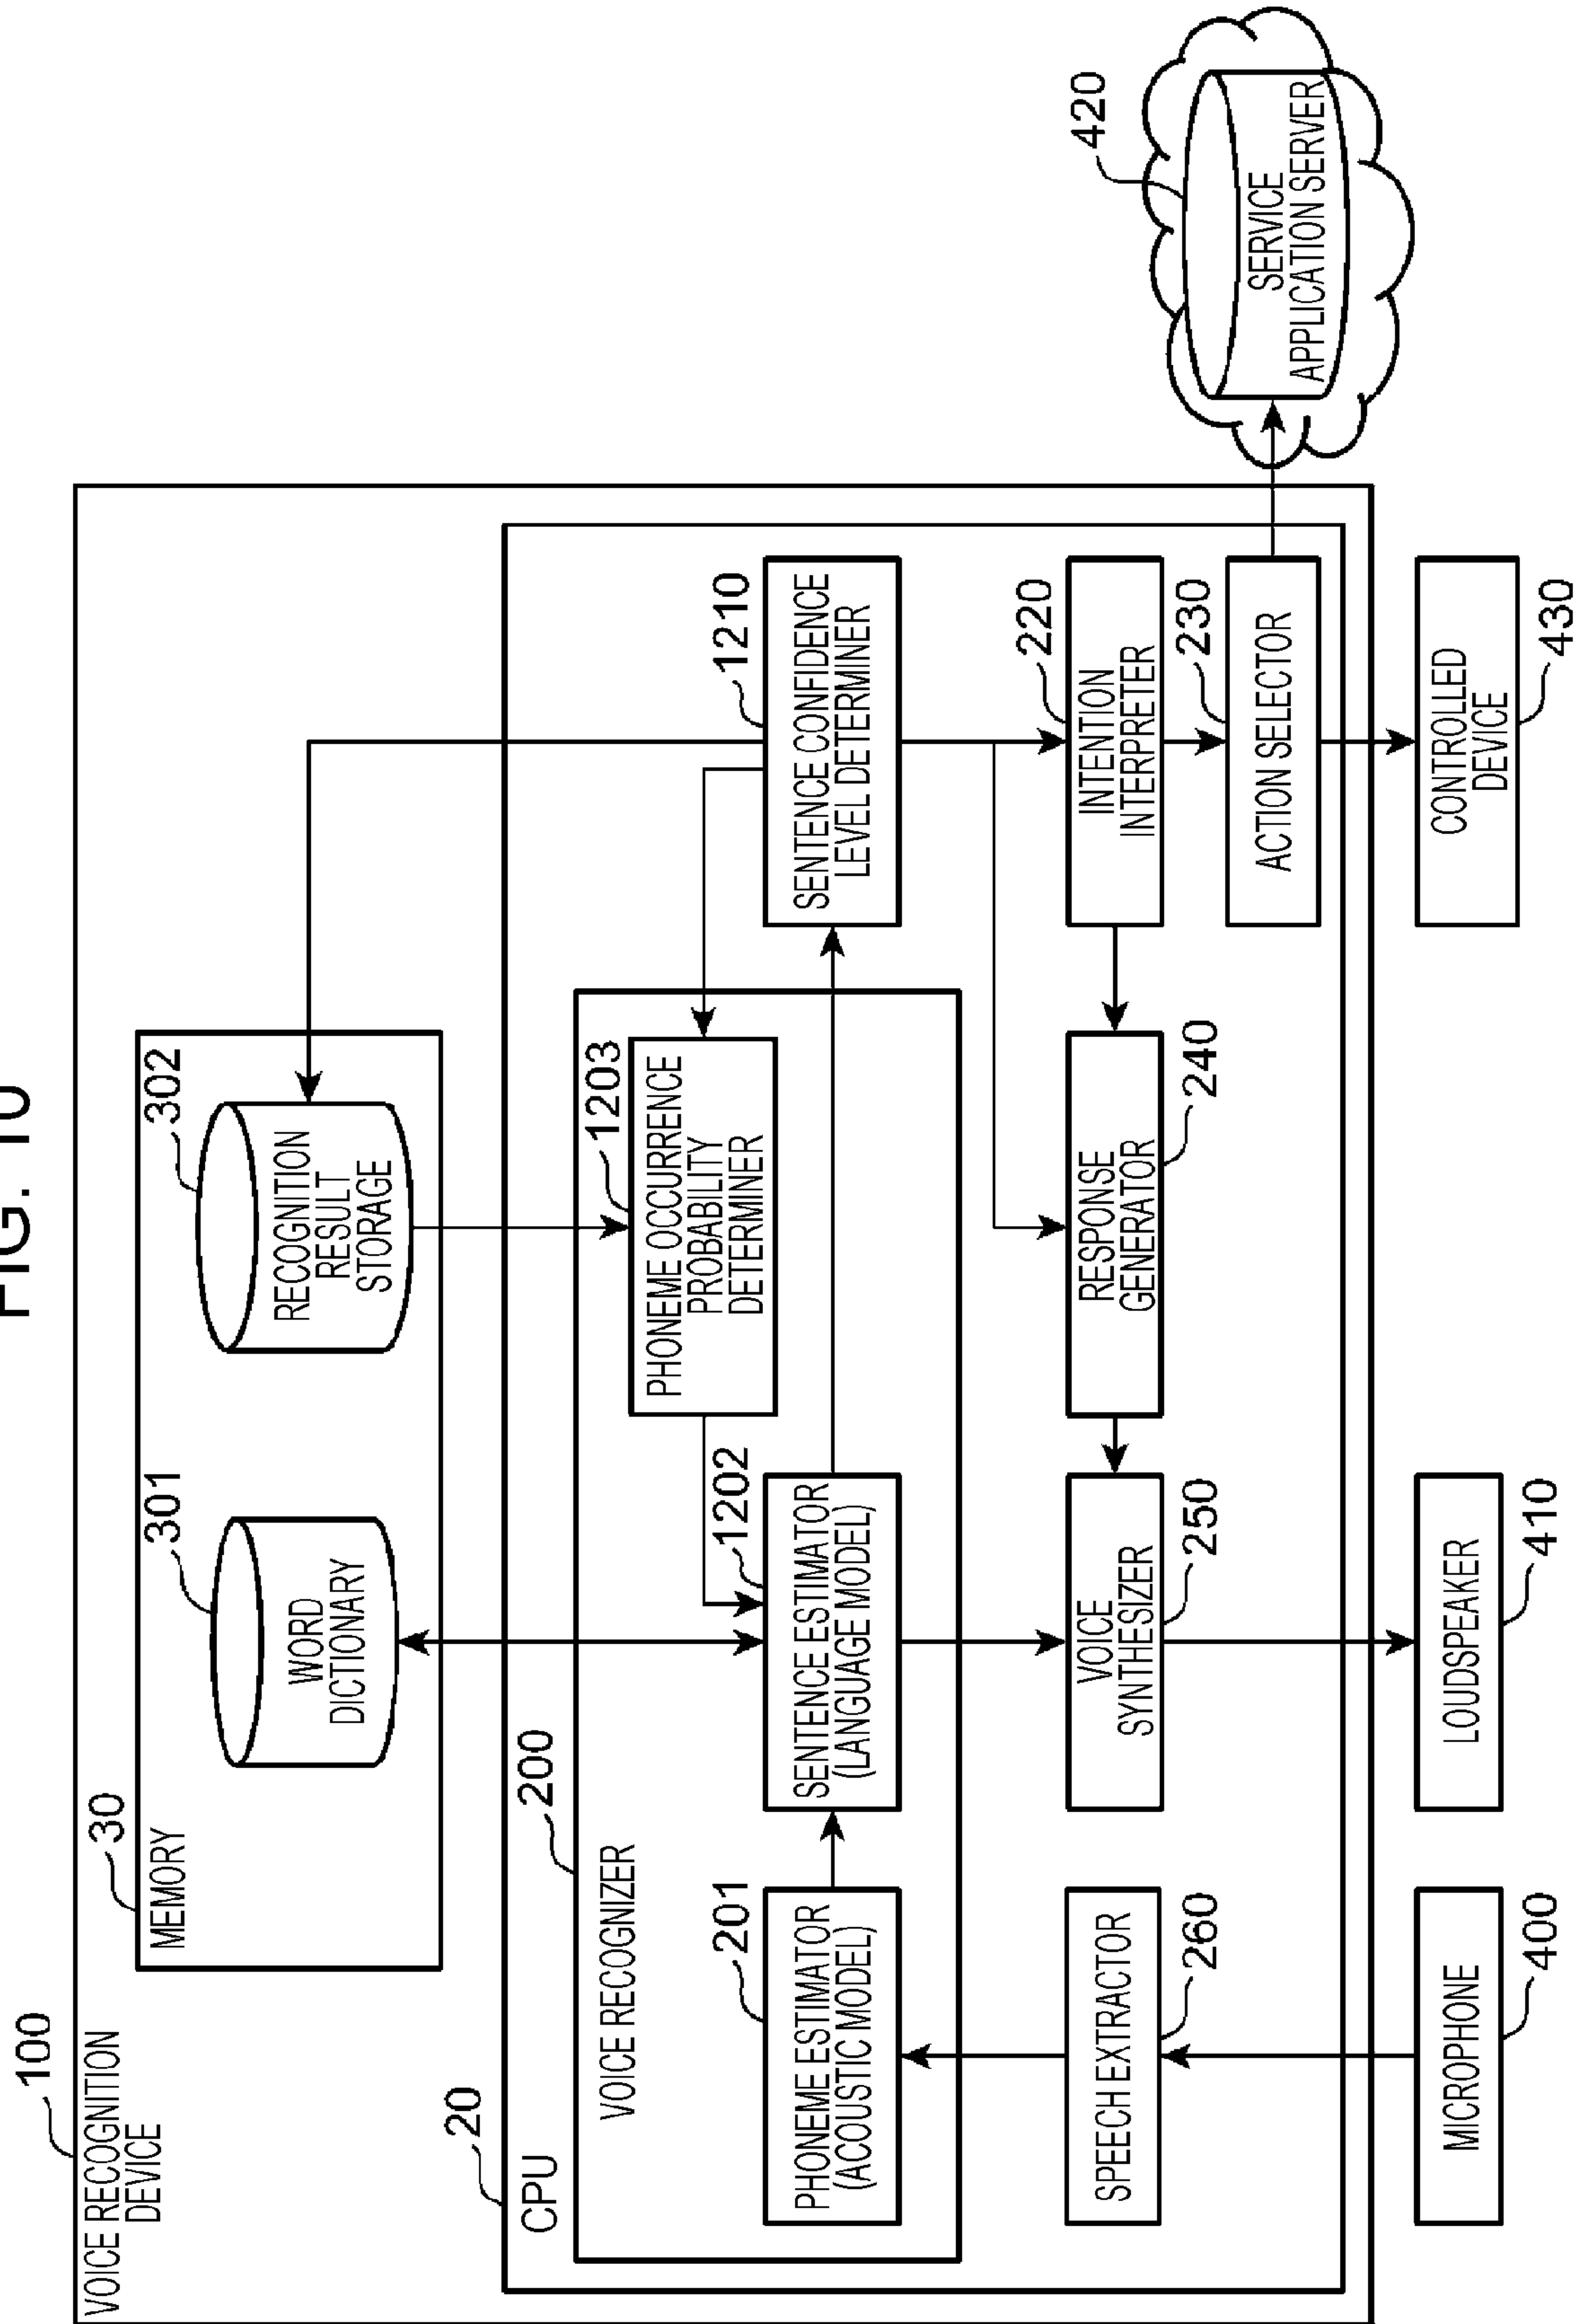 FIG. 10
100
VOICE RECOGNITION
DEVICE
30
MEMORY
301
WORD
DICTIONARY
302
RECOGNITION
RESULT
STORAGE
20
CPU
200
VOICE RECOGNIZER
1203
PHONEME OCCURRENCE
PROBABILITY
DETERMINER
201
PHONEME ESTIMATOR
(ACOUSTIC MODEL)
1202
SENTENCE ESTIMATOR
(LANGUAGE MODEL)
1210
SENTENCE CONFIDENCE
LEVEL DETERMINER
SPEECH EXTRACTOR
260
VOICE
SYNTHESIZER
250
RESPONSE
GENERATOR
240
220
INTENTION
INTERPRETER
230
ACTION SELECTOR
MICROPHONE
400
LOUDSPEAKER
410
CONTROLLED
DEVICE
430
420
SERVICE
APPLICATION SERVER